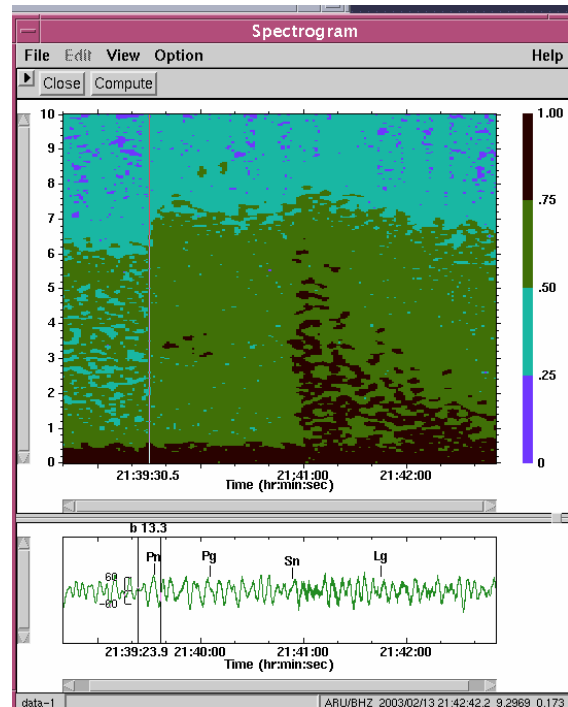 Spectrogram
File Edit View Option Help
Close Compute
10
9
8
7
6
5
4
3
2
1
0
1.00
.75
.50
.25
0
21:39:30.5 21:41:00 21:42:00
Time (hr:min:sec)
b 13.3
Pn Pg Sn Lg
60
-60
21:39:23.9 21:40:00 21:41:00 21:42:00
Time (hr:min:sec)
data-1 ARU/BHZ 2003/02/13 21:42:42.2 9.2969 0.173